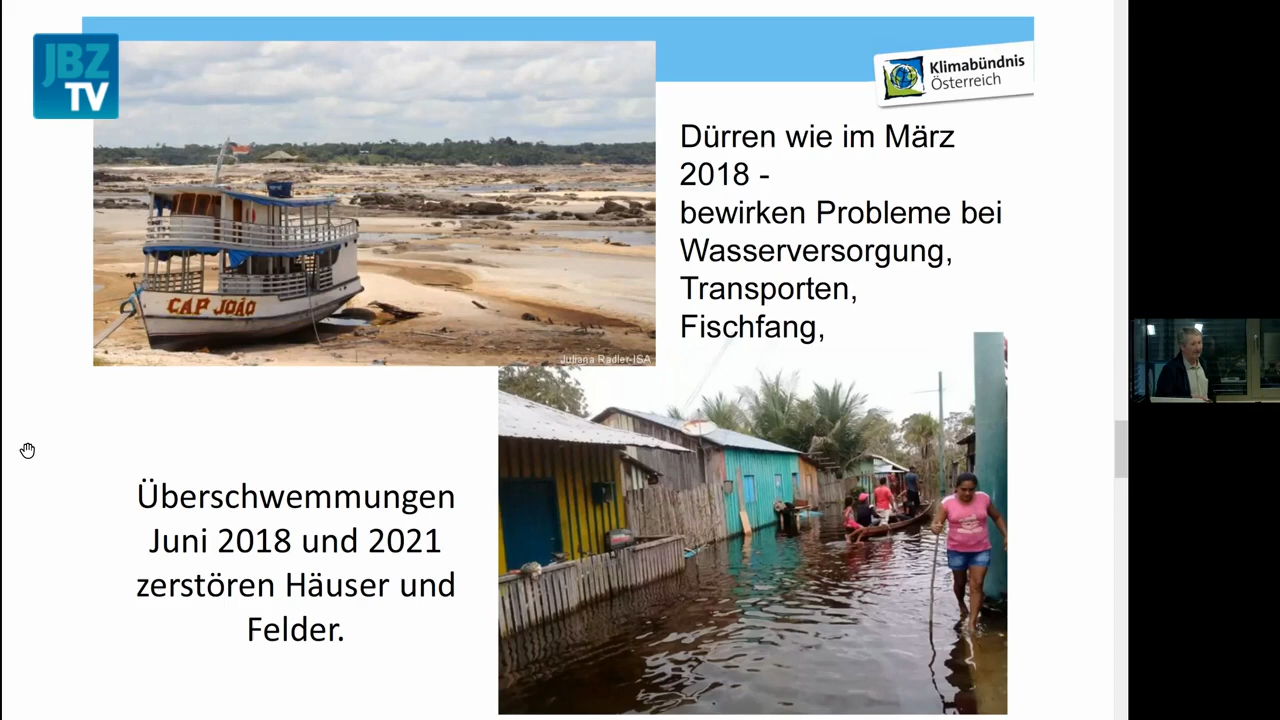 JBZ
TV
Klimabündnis
Österreich
Dürren wie im März
2018 -
bewirken Probleme bei
Wasserversorgung,
Transporten,
Fischfang,
CAP JOÃO
Juliana Radler-ISA
Überschwemmungen
Juni 2018 und 2021
zerstören Häuser und
Felder.